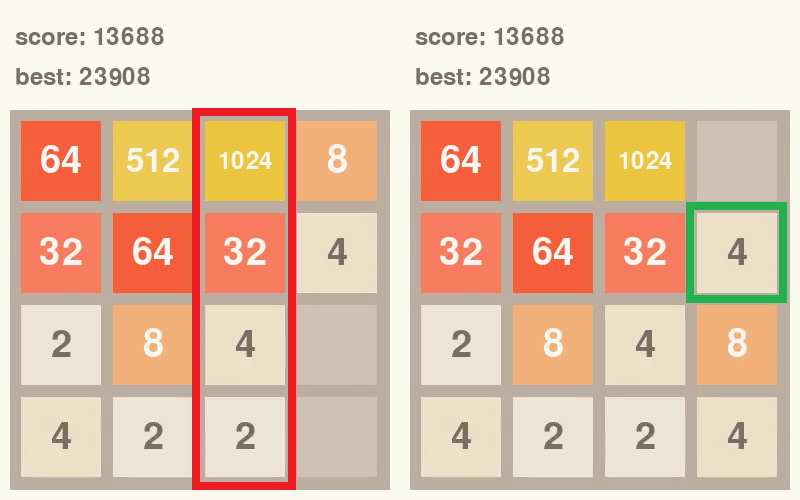 score: 13688
best: 23908
64 512 1024 8
32 64 32 4
2 8 4
4 2 2
score: 13688
best: 23908
64 512 1024
32 64 32 4
2 8 4 8
4 2 2 4